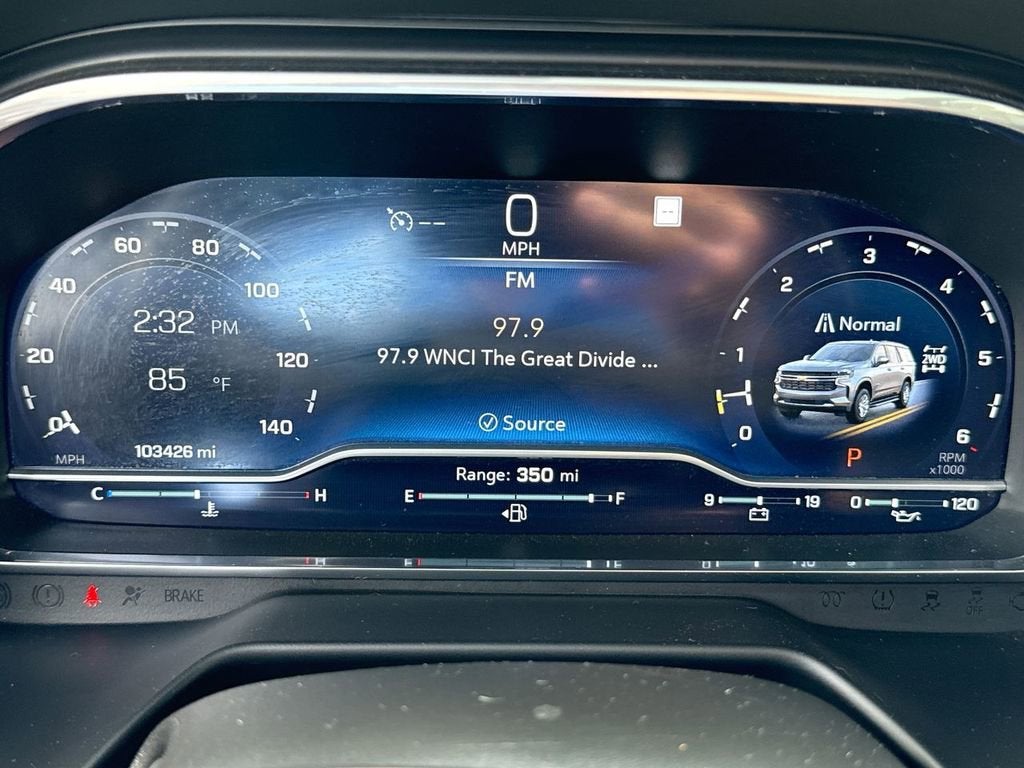 -- 0 --
MPH
FM
97.9
97.9 WNCI The Great Divide ...
Source
0 20 40 60 80 100 120 140
2:32 PM
85 °F
103426 mi
MPH
0 1 2 3 4 5 6
Normal
2WD
P
RPM
x1000
Range: 350 mi
C H
E F
9 19
0 120
BRAKE
OFF